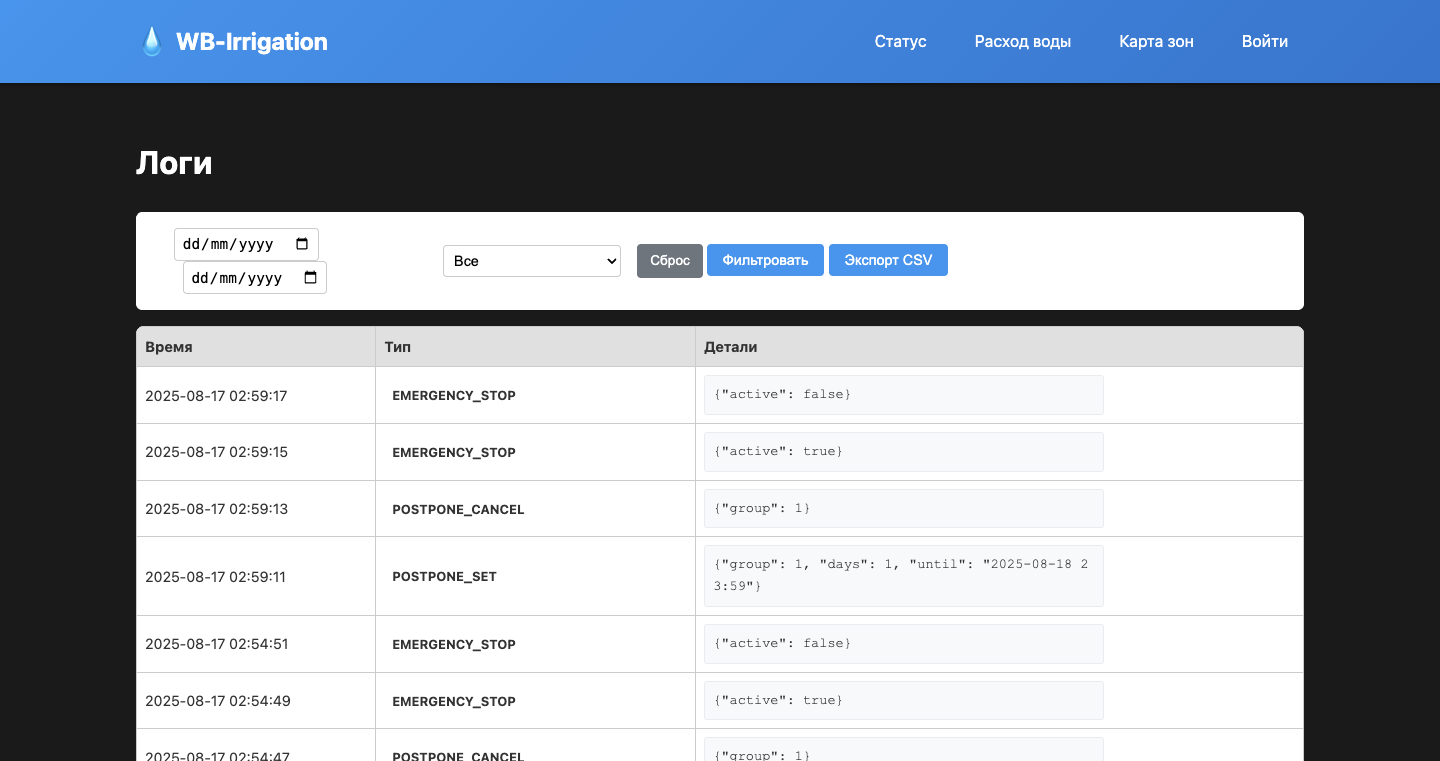 WB-Irrigation
Статус Расход воды Карта зон Войти
Логи
dd/mm/yyyy
dd/mm/yyyy
Все
Сброс Фильтровать Экспорт CSV
Время Тип Детали
2025-08-17 02:59:17 EMERGENCY_STOP {"active": false}
2025-08-17 02:59:15 EMERGENCY_STOP {"active": true}
2025-08-17 02:59:13 POSTPONE_CANCEL {"group": 1}
2025-08-17 02:59:11 POSTPONE_SET {"group": 1, "days": 1, "until": "2025-08-18 2
3:59"}
2025-08-17 02:54:51 EMERGENCY_STOP {"active": false}
2025-08-17 02:54:49 EMERGENCY_STOP {"active": true}
2025-08-17 02:54:47 POSTPONE_CANCEL {"group": 1}